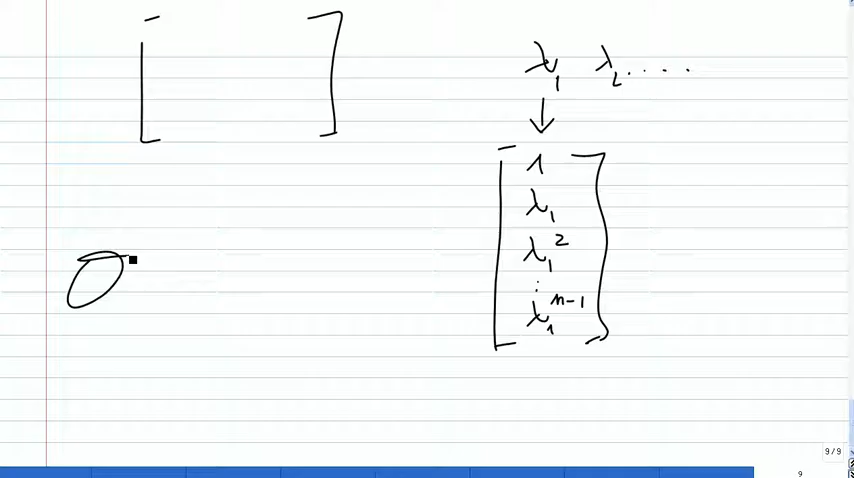 λ₁ λ₂ . . . .
↓
[ ]
[ 1
λ₁
λ₁²
⋮
λ₁ⁿ⁻¹ ]
σ
9/9
9